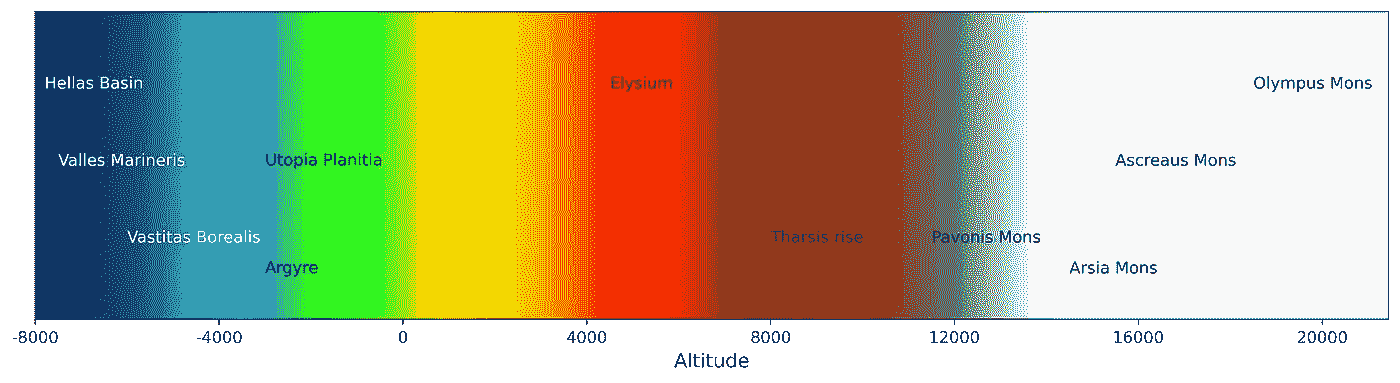 Hellas Basin
Elysium
Olympus Mons
Valles Marineris
Utopia Planitia
Ascreaus Mons
Vastitas Borealis
Tharsis rise
Pavonis Mons
Argyre
Arsia Mons
-8000 -4000 0 4000 8000 12000 16000 20000
Altitude